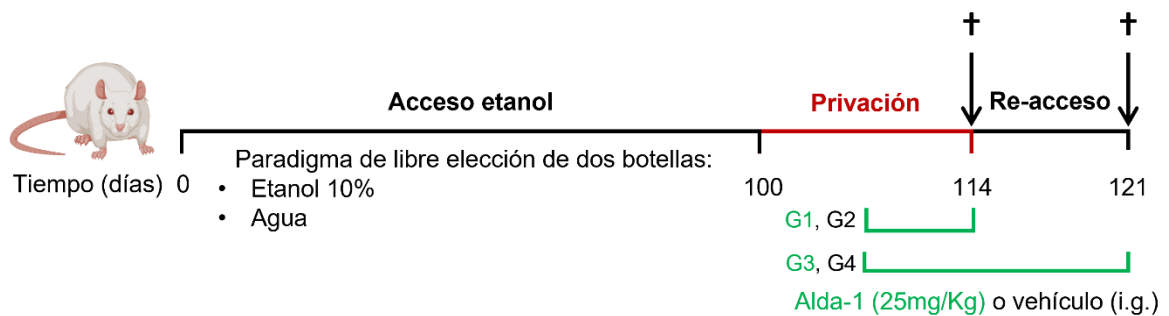 † †
Acceso etanol Privación Re-acceso
Paradigma de libre elección de dos botellas:
Tiempo (días) 0 100 114 121
• Etanol 10%
• Agua
G1, G2
G3, G4
Alda-1 (25mg/Kg) o vehículo (i.g.)